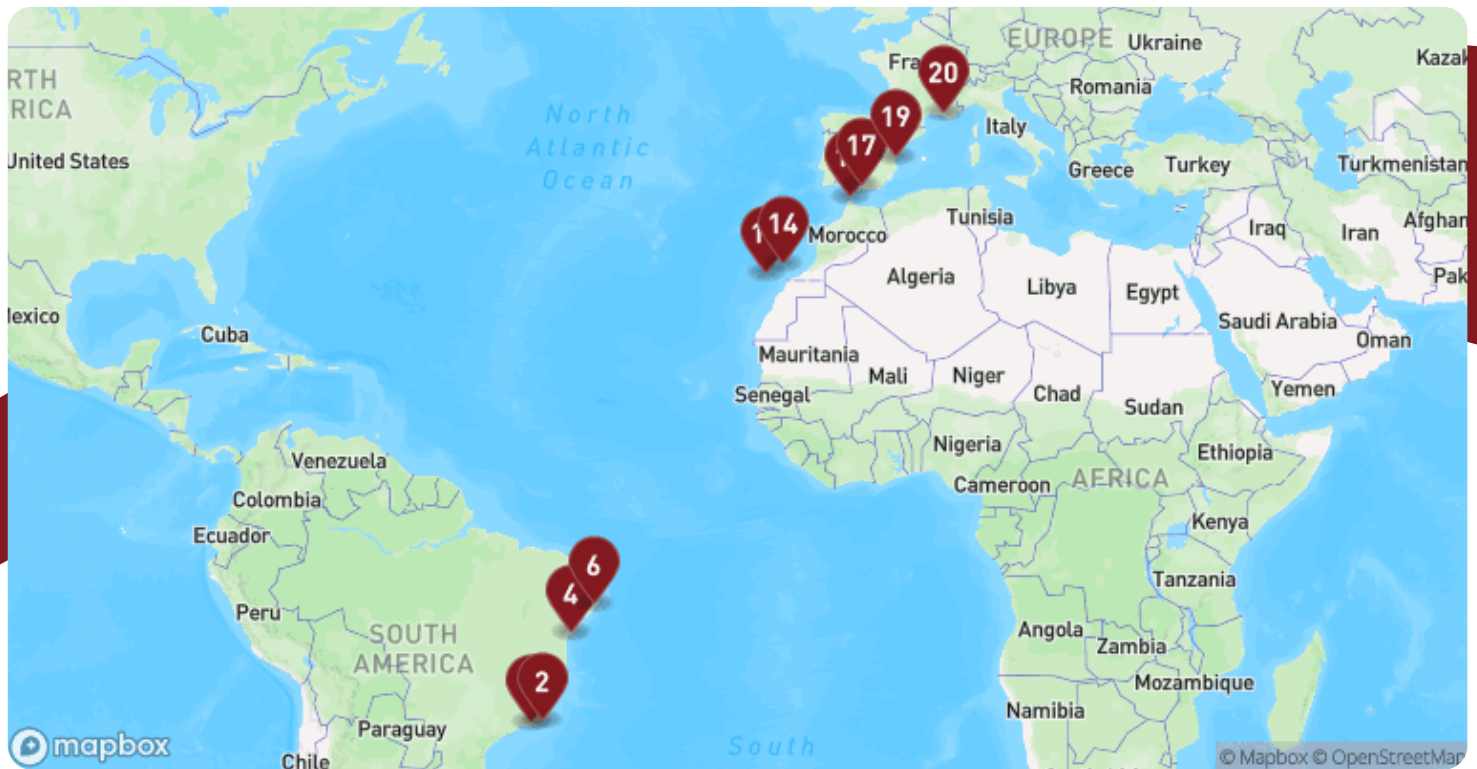 EUROPE
Ukraine
Fra
20
Kazak
RTH
RICA
Romania
North
Atlantic
Ocean
19
Italy
United States
17
Greece
Turkey
Turkmenistan
Tunisia
1
14
Morocco
Iraq
Iran
Afghan
Algeria
Libya
Egypt
Pak
Mexico
Cuba
Saudi Arabia
Oman
Mauritania
Mali
Niger
Chad
Yemen
Senegal
Sudan
Nigeria
Ethiopia
Venezuela
Cameroon
AFRICA
Colombia
Kenya
Ecuador
6
Tanzania
4
Peru
Angola
SOUTH
AMERICA
Zambia
2
Mozambique
Namibia
Paraguay
mapbox
South
Chile
© Mapbox © OpenStreetMap